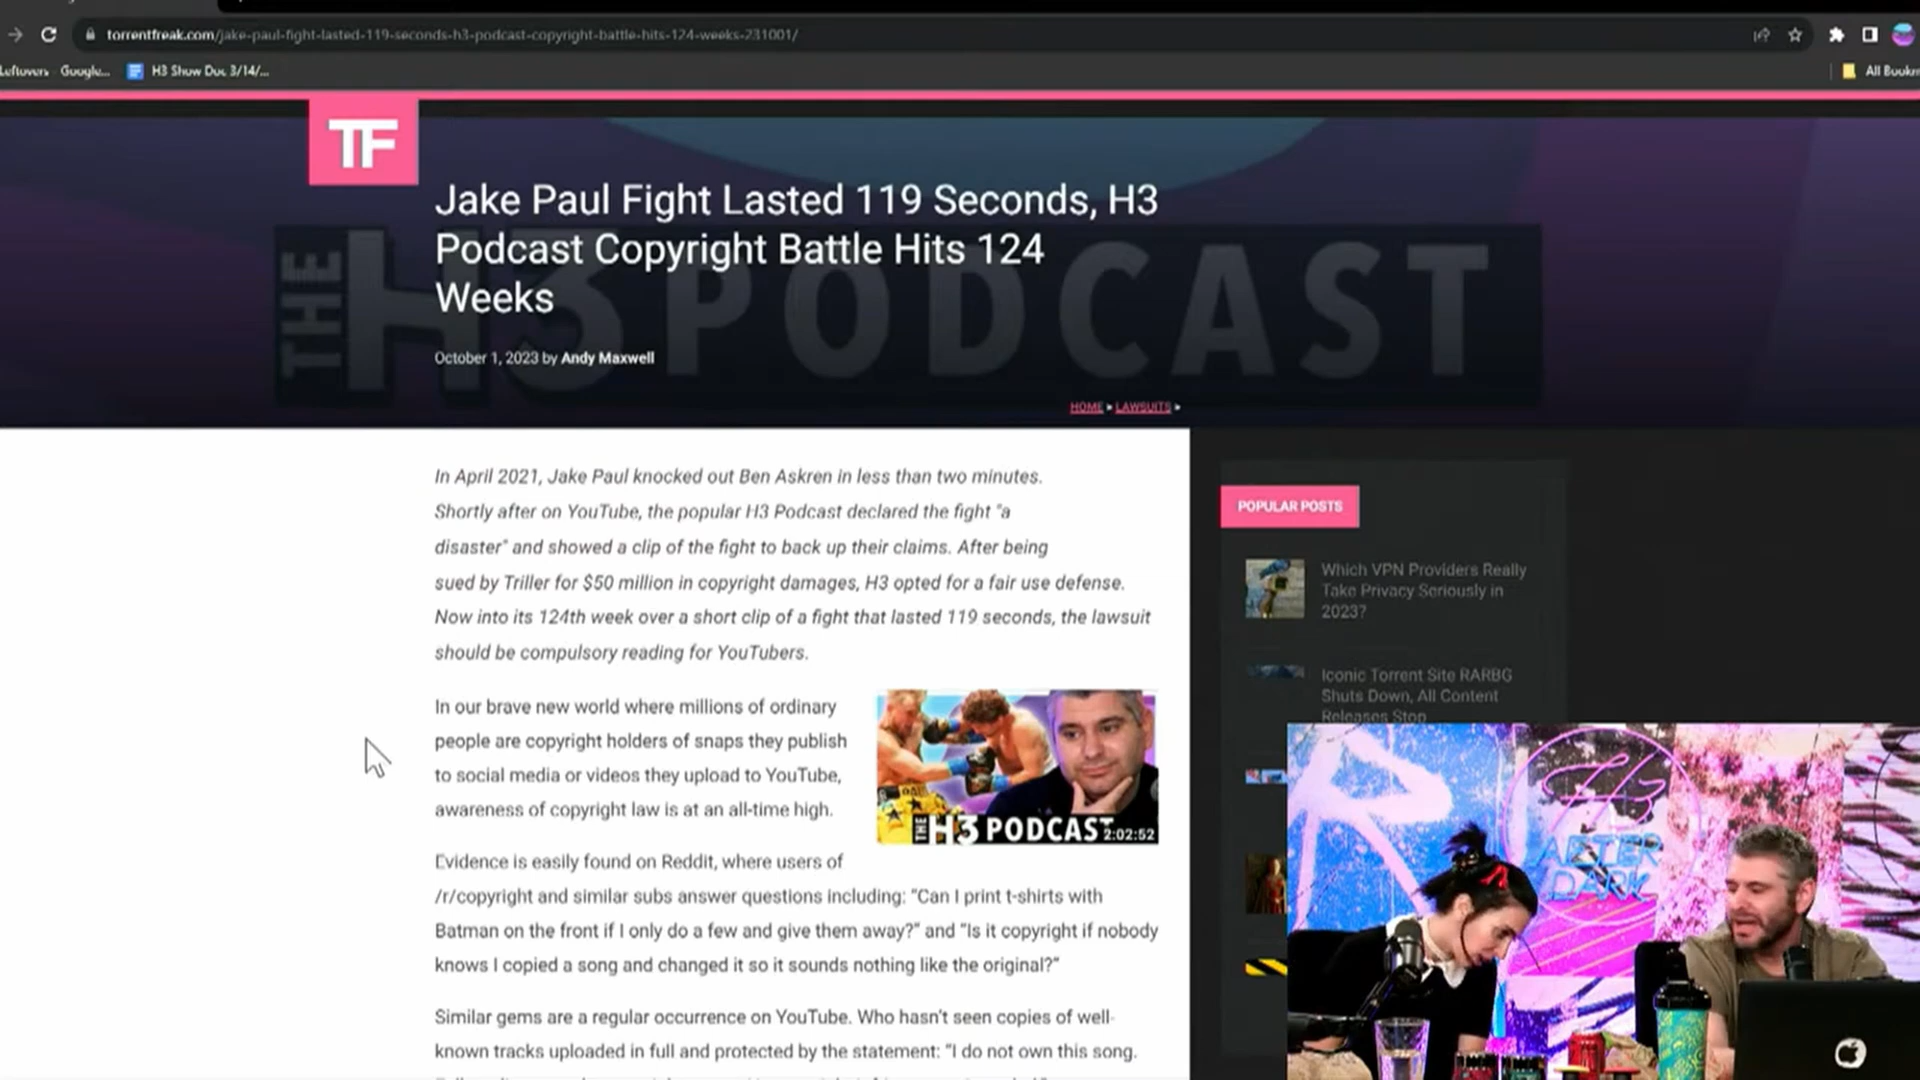 torrentfreak.com/jake-paul-fight-lasted-119-seconds-h3-podcast-copyright-battle-hits-124-weeks-231001/
Leftovers Google...
H3 Show Doc 3/14/...
All Bookm
TF
Jake Paul Fight Lasted 119 Seconds, H3
Podcast Copyright Battle Hits 124
Weeks
THE H3 PODCAST
October 1, 2023 by Andy Maxwell
HOME ▸ LAWSUITS ▸
In April 2021, Jake Paul knocked out Ben Askren in less than two minutes.
Shortly after on YouTube, the popular H3 Podcast declared the fight "a
disaster" and showed a clip of the fight to back up their claims. After being
sued by Triller for $50 million in copyright damages, H3 opted for a fair use defense.
Now into its 124th week over a short clip of a fight that lasted 119 seconds, the lawsuit
should be compulsory reading for YouTubers.
In our brave new world where millions of ordinary
people are copyright holders of snaps they publish
to social media or videos they upload to YouTube,
awareness of copyright law is at an all-time high.
THE H3 PODCAST
2:02:52
Evidence is easily found on Reddit, where users of
/r/copyright and similar subs answer questions including: “Can I print t-shirts with
Batman on the front if I only do a few and give them away?” and “Is it copyright if nobody
knows I copied a song and changed it so it sounds nothing like the original?”
Similar gems are a regular occurrence on YouTube. Who hasn't seen copies of well-
known tracks uploaded in full and protected by the statement: “I do not own this song.
POPULAR POSTS
Which VPN Providers Really
Take Privacy Seriously in
2023?
Iconic Torrent Site RARBG
Shuts Down, All Content
Releases Stop
H3
AFTER
DARK